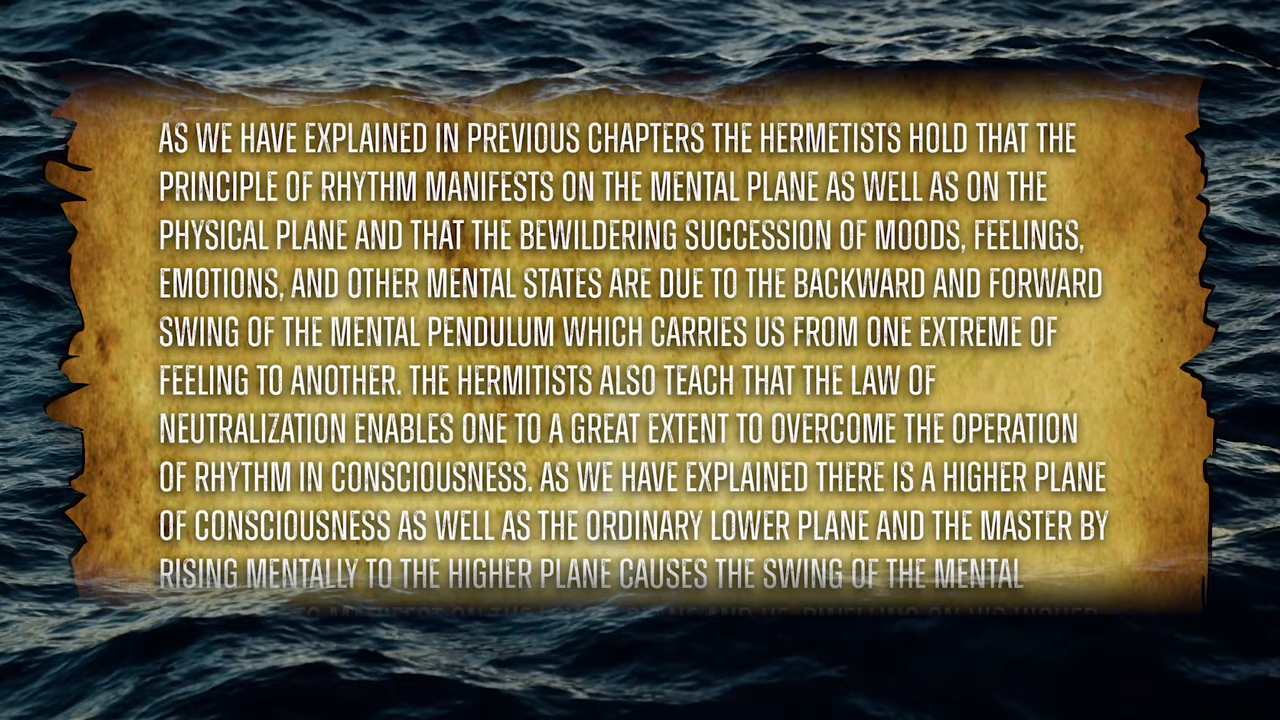 AS WE HAVE EXPLAINED IN PREVIOUS CHAPTERS THE HERMETISTS HOLD THAT THE
PRINCIPLE OF RHYTHM MANIFESTS ON THE MENTAL PLANE AS WELL AS ON THE
PHYSICAL PLANE AND THAT THE BEWILDERING SUCCESSION OF MOODS, FEELINGS,
EMOTIONS, AND OTHER MENTAL STATES ARE DUE TO THE BACKWARD AND FORWARD
SWING OF THE MENTAL PENDULUM WHICH CARRIES US FROM ONE EXTREME OF
FEELING TO ANOTHER. THE HERMITISTS ALSO TEACH THAT THE LAW OF
NEUTRALIZATION ENABLES ONE TO A GREAT EXTENT TO OVERCOME THE OPERATION
OF RHYTHM IN CONSCIOUSNESS. AS WE HAVE EXPLAINED THERE IS A HIGHER PLANE
OF CONSCIOUSNESS AS WELL AS THE ORDINARY LOWER PLANE AND THE MASTER BY
RISING MENTALLY TO THE HIGHER PLANE CAUSES THE SWING OF THE MENTAL